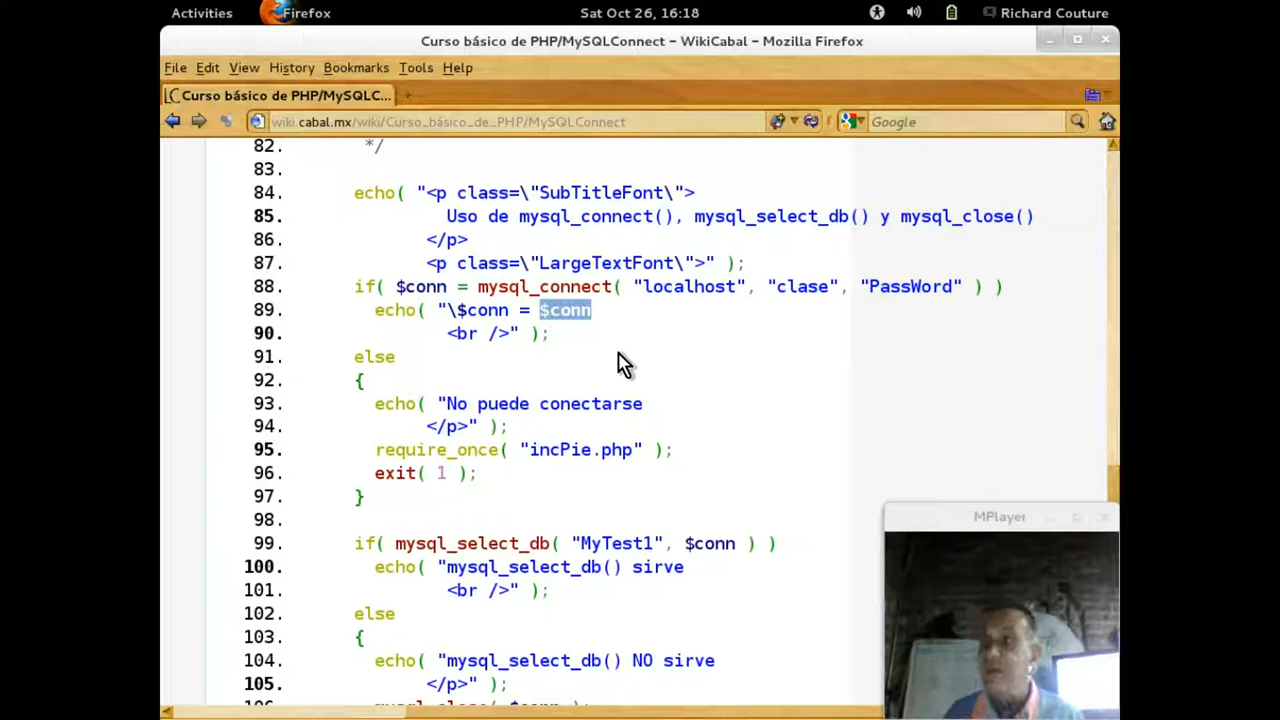 Activities Firefox Sat Oct 26, 16:18 Richard Couture
Curso básico de PHP/MySQLConnect – WikiCabal – Mozilla Firefox
File Edit View History Bookmarks Tools Help
Curso básico de PHP/MySQLC...
wiki.cabal.mx/wiki/Curso_básico_de_PHP/MySQLConnect Google
82. */
83.
84. echo( "<p class=\"SubTitleFont\">
85. Uso de mysql_connect(), mysql_select_db() y mysql_close()
86. </p>
87. <p class=\"LargeTextFont\">" );
88. if( $conn = mysql_connect( "localhost", "clase", "PassWord" ) )
89. echo( "\$conn = $conn
90. <br />" );
91. else
92. {
93. echo( "No puede conectarse
94. </p>" );
95. require_once( "incPie.php" );
96. exit( 1 );
97. }
98.
99. if( mysql_select_db( "MyTest1", $conn ) )
100. echo( "mysql_select_db() sirve
101. <br />" );
102. else
103. {
104. echo( "mysql_select_db() NO sirve
105. </p>" );
106. mysql_close( $conn );
MPlayer